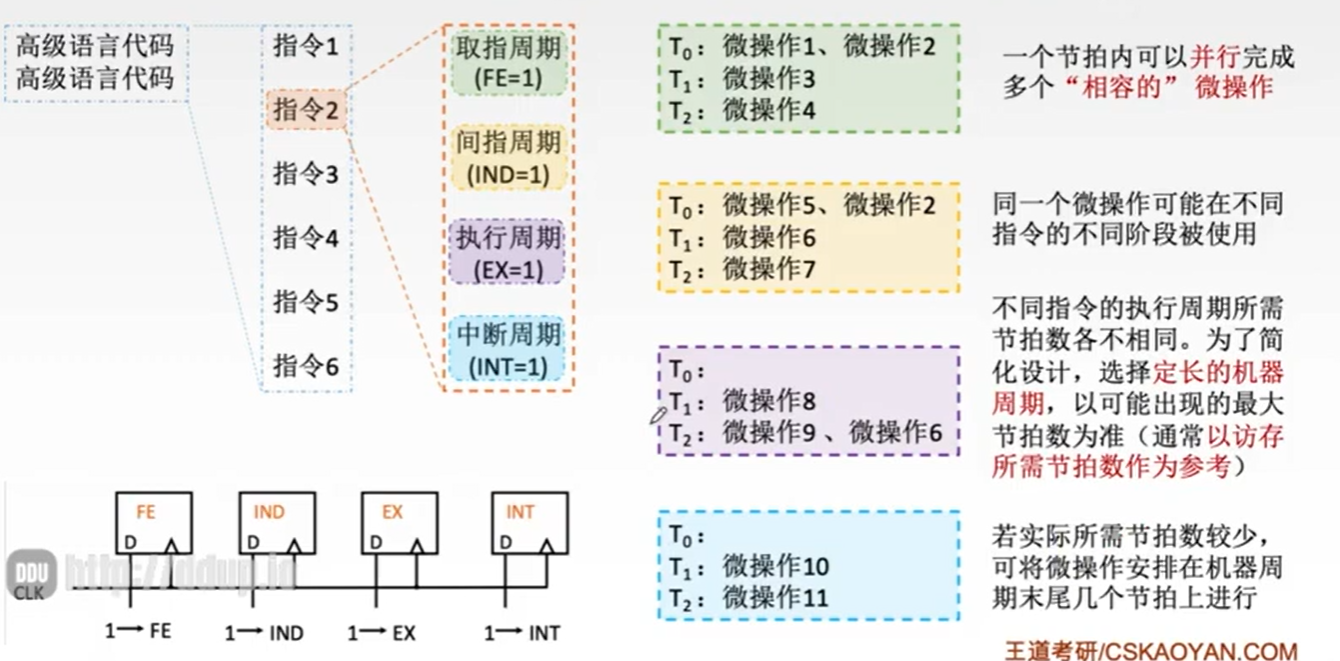 高级语言代码
高级语言代码
指令1
指令2
指令3
指令4
指令5
指令6
取指周期
(FE=1)
间指周期
(IND=1)
执行周期
(EX=1)
中断周期
(INT=1)
T₀：微操作1、微操作2
T₁：微操作3
T₂：微操作4
一个节拍内可以并行完成
多个“相容的”微操作
T₀：微操作5、微操作2
T₁：微操作6
T₂：微操作7
同一个微操作可能在不同
指令的不同阶段被使用
T₀：
T₁：微操作8
T₂：微操作9、微操作6
不同指令的执行周期所需
节拍数各不相同。为了简
化设计，选择定长的机器
周期，以可能出现的最大
节拍数为准（通常以访存
所需节拍数作为参考）
T₀：
T₁：微操作10
T₂：微操作11
若实际所需节拍数较少，
可将微操作安排在机器周
期末尾几个节拍上进行
FE
IND
EX
INT
D
D
D
D
DDU
http://ddup.io
CLK
1→FE
1→IND
1→EX
1→INT
王道考研/CSKAOYAN.COM